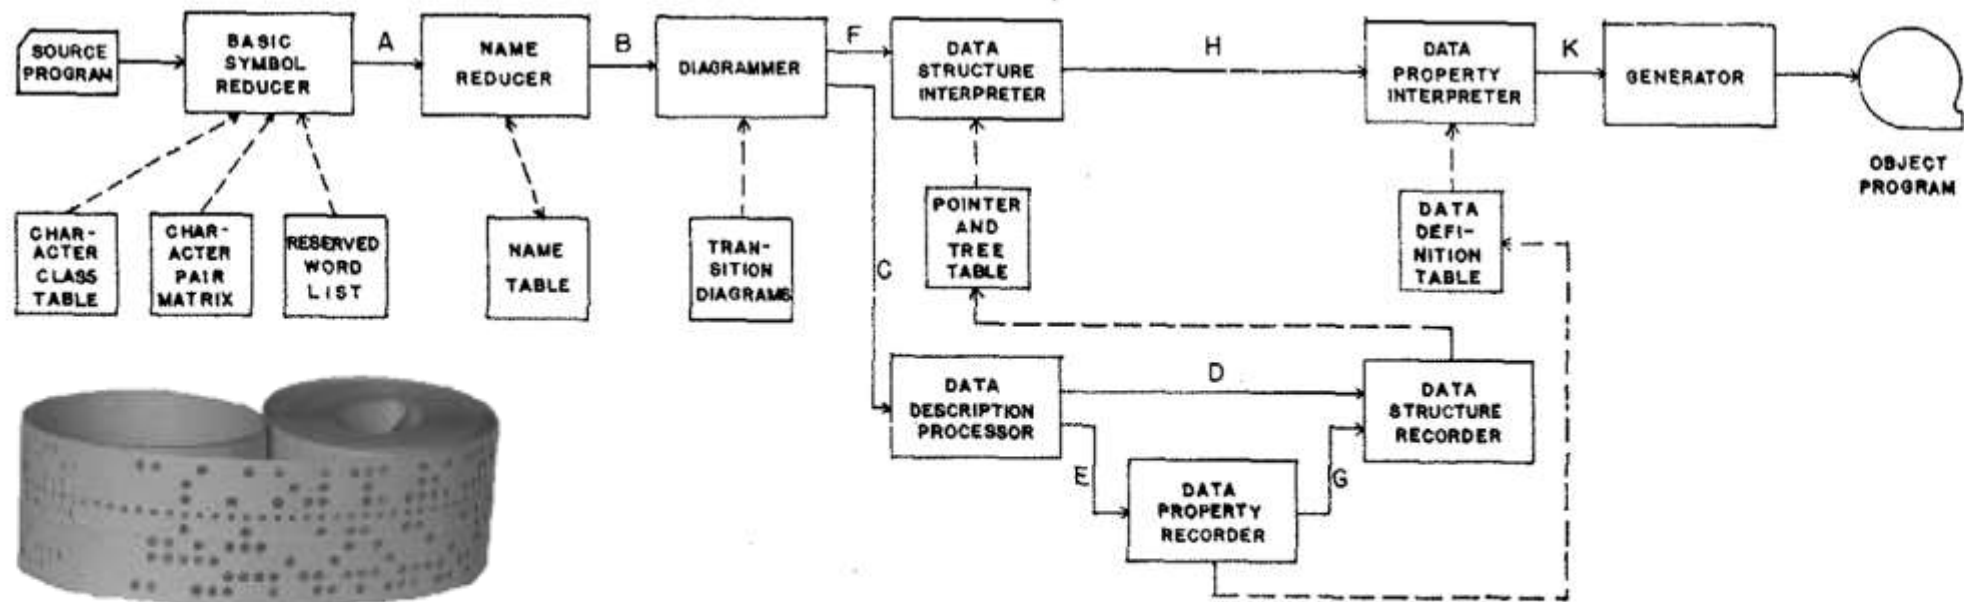 SOURCE
PROGRAM
BASIC
SYMBOL
REDUCER
A
NAME
REDUCER
B
DIAGRAMMER
F
DATA
STRUCTURE
INTERPRETER
H
DATA
PROPERTY
INTERPRETER
K
GENERATOR
OBJECT
PROGRAM
CHAR-
ACTER
CLASS
TABLE
CHAR-
ACTER
PAIR
MATRIX
RESERVED
WORD
LIST
NAME
TABLE
TRAN-
SITION
DIAGRAMS
C
POINTER
AND
TREE
TABLE
DATA
DEFI-
NITION
TABLE
DATA
DESCRIPTION
PROCESSOR
D
DATA
STRUCTURE
RECORDER
E
DATA
PROPERTY
RECORDER
G